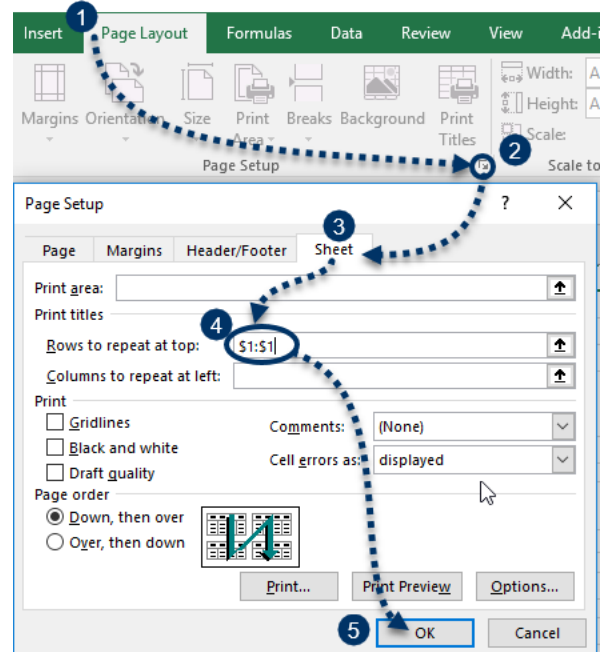 1
Insert Page Layout Formulas Data Review View Add-i
Width: A
Height: A
Margins Orientation Size Print Breaks Background Print
Area Titles
Scale:
2
Page Setup Scale to
Page Setup ? X
3
Page Margins Header/Footer Sheet
Print area:
Print titles
4
Rows to repeat at top: $1:$1
Columns to repeat at left:
Print
Gridlines Comments: (None)
Black and white Cell errors as: displayed
Draft quality
Page order
Down, then over
Over, then down
Print... Print Preview Options...
5 OK Cancel